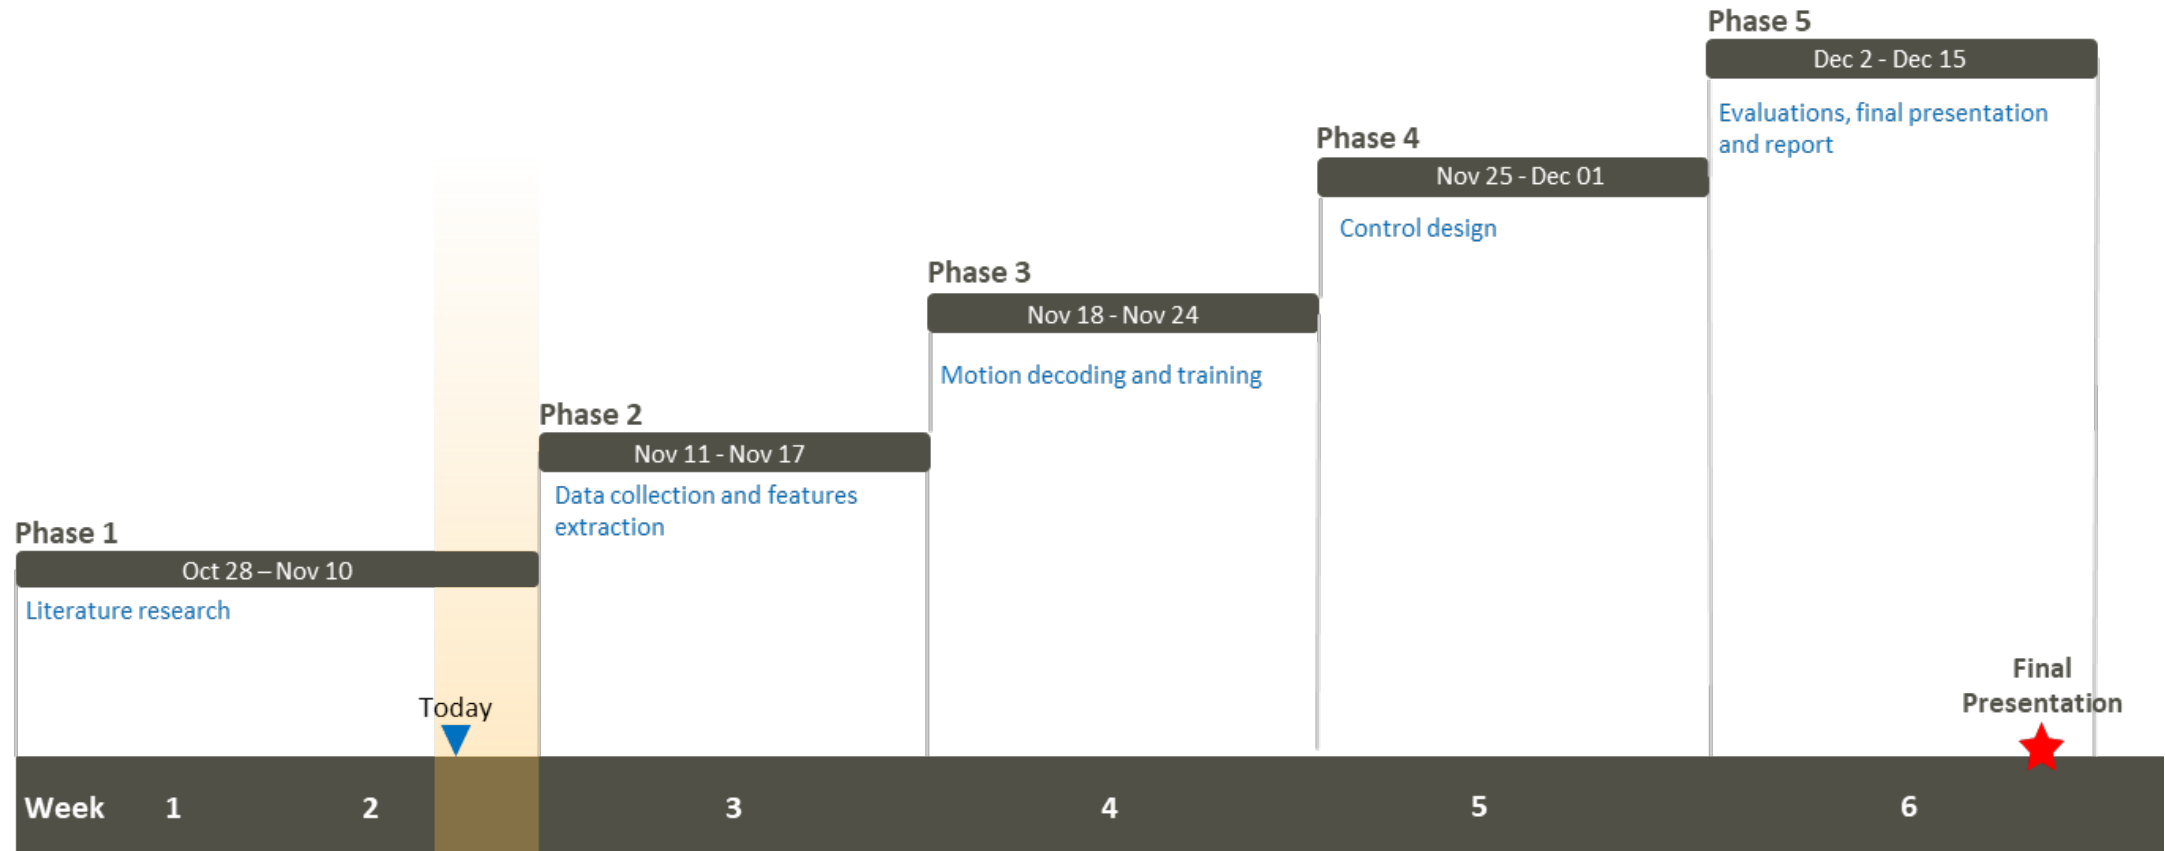 Phase 1
Oct 28 – Nov 10
Literature research
Phase 2
Nov 11 - Nov 17
Data collection and features
extraction
Phase 3
Nov 18 - Nov 24
Motion decoding and training
Phase 4
Nov 25 - Dec 01
Control design
Phase 5
Dec 2 - Dec 15
Evaluations, final presentation
and report
Today
Final
Presentation
Week 1 2 3 4 5 6